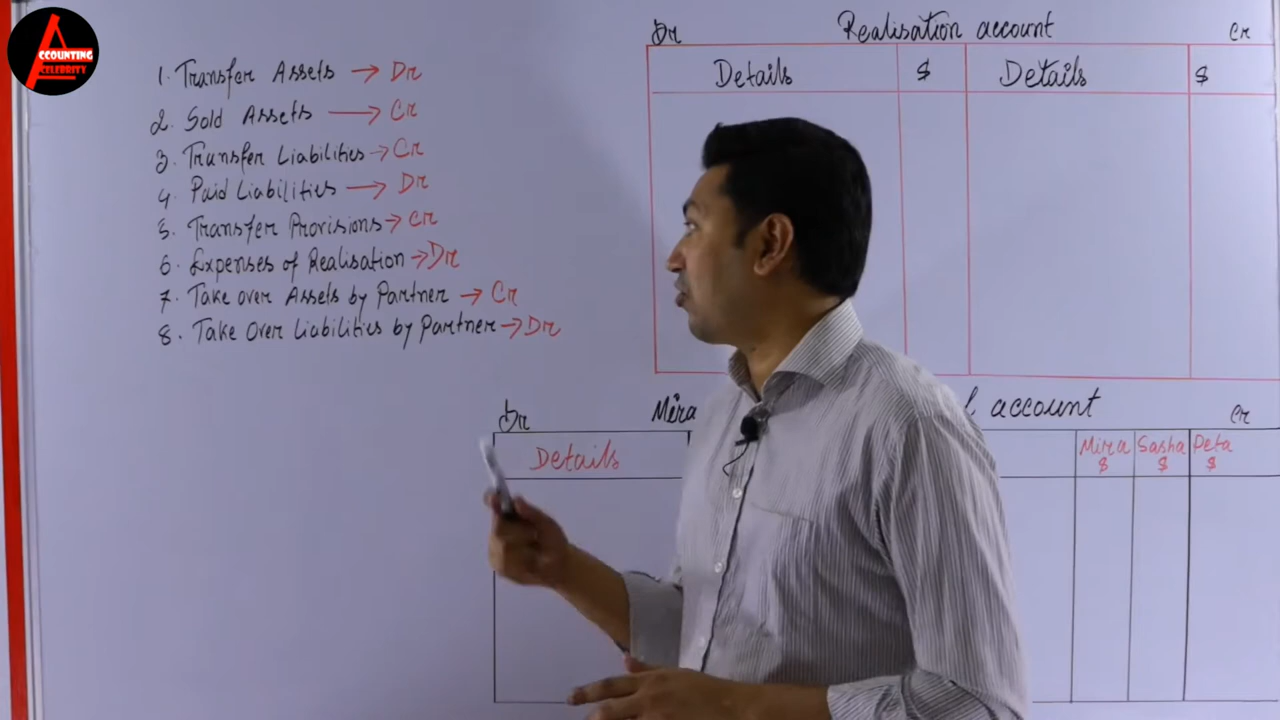 ACCOUNTING
CELEBRITY
1. Transfer Assets → Dr
2. Sold Assets → Cr
3. Transfer Liabilities → Cr
4. Paid Liabilities → Dr
5. Transfer Provisions → Cr
6. Expenses of Realisation → Dr
7. Take over Assets by Partner → Cr
8. Take Over Liabilities by Partner → Dr
Dr Realisation account Cr
Details $ Details $
Dr Mira account Cr
Details Mira Sasha Peta
$ $ $